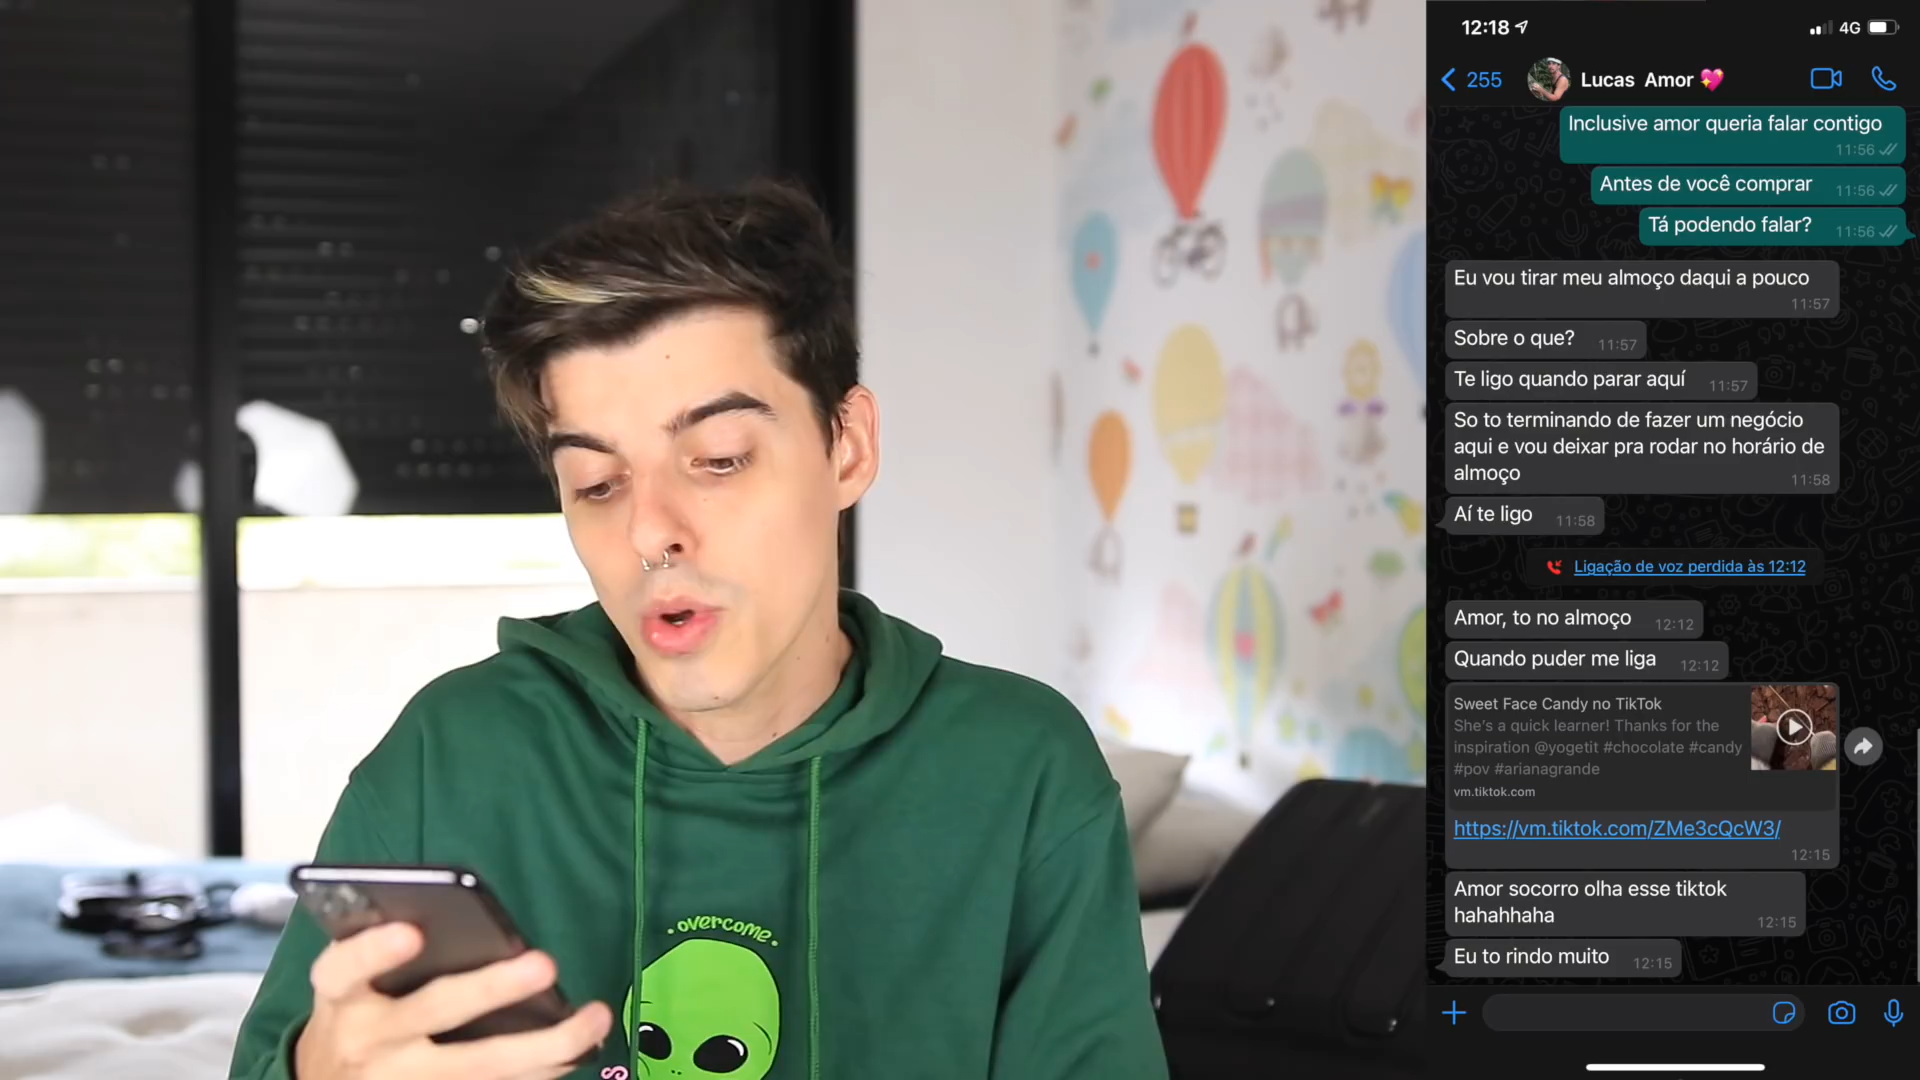 12:18
4G
255
Lucas Amor 💖
Inclusive amor queria falar contigo
11:56
Antes de você comprar 11:56
Tá podendo falar? 11:56
Eu vou tirar meu almoço daqui a pouco
11:57
Sobre o que? 11:57
Te ligo quando parar aquí 11:57
So to terminando de fazer um negócio
aqui e vou deixar pra rodar no horário de
almoço 11:58
Aí te ligo 11:58
Ligação de voz perdida às 12:12
Amor, to no almoço 12:12
Quando puder me liga 12:12
Sweet Face Candy no TikTok
She's a quick learner! Thanks for the
inspiration @yogetit #chocolate #candy
#pov #arianagrande
vm.tiktok.com
https://vm.tiktok.com/ZMe3cQcW3/
12:15
Amor socorro olha esse tiktok
hahahhaha 12:15
Eu to rindo muito 12:15
•overcome•
S